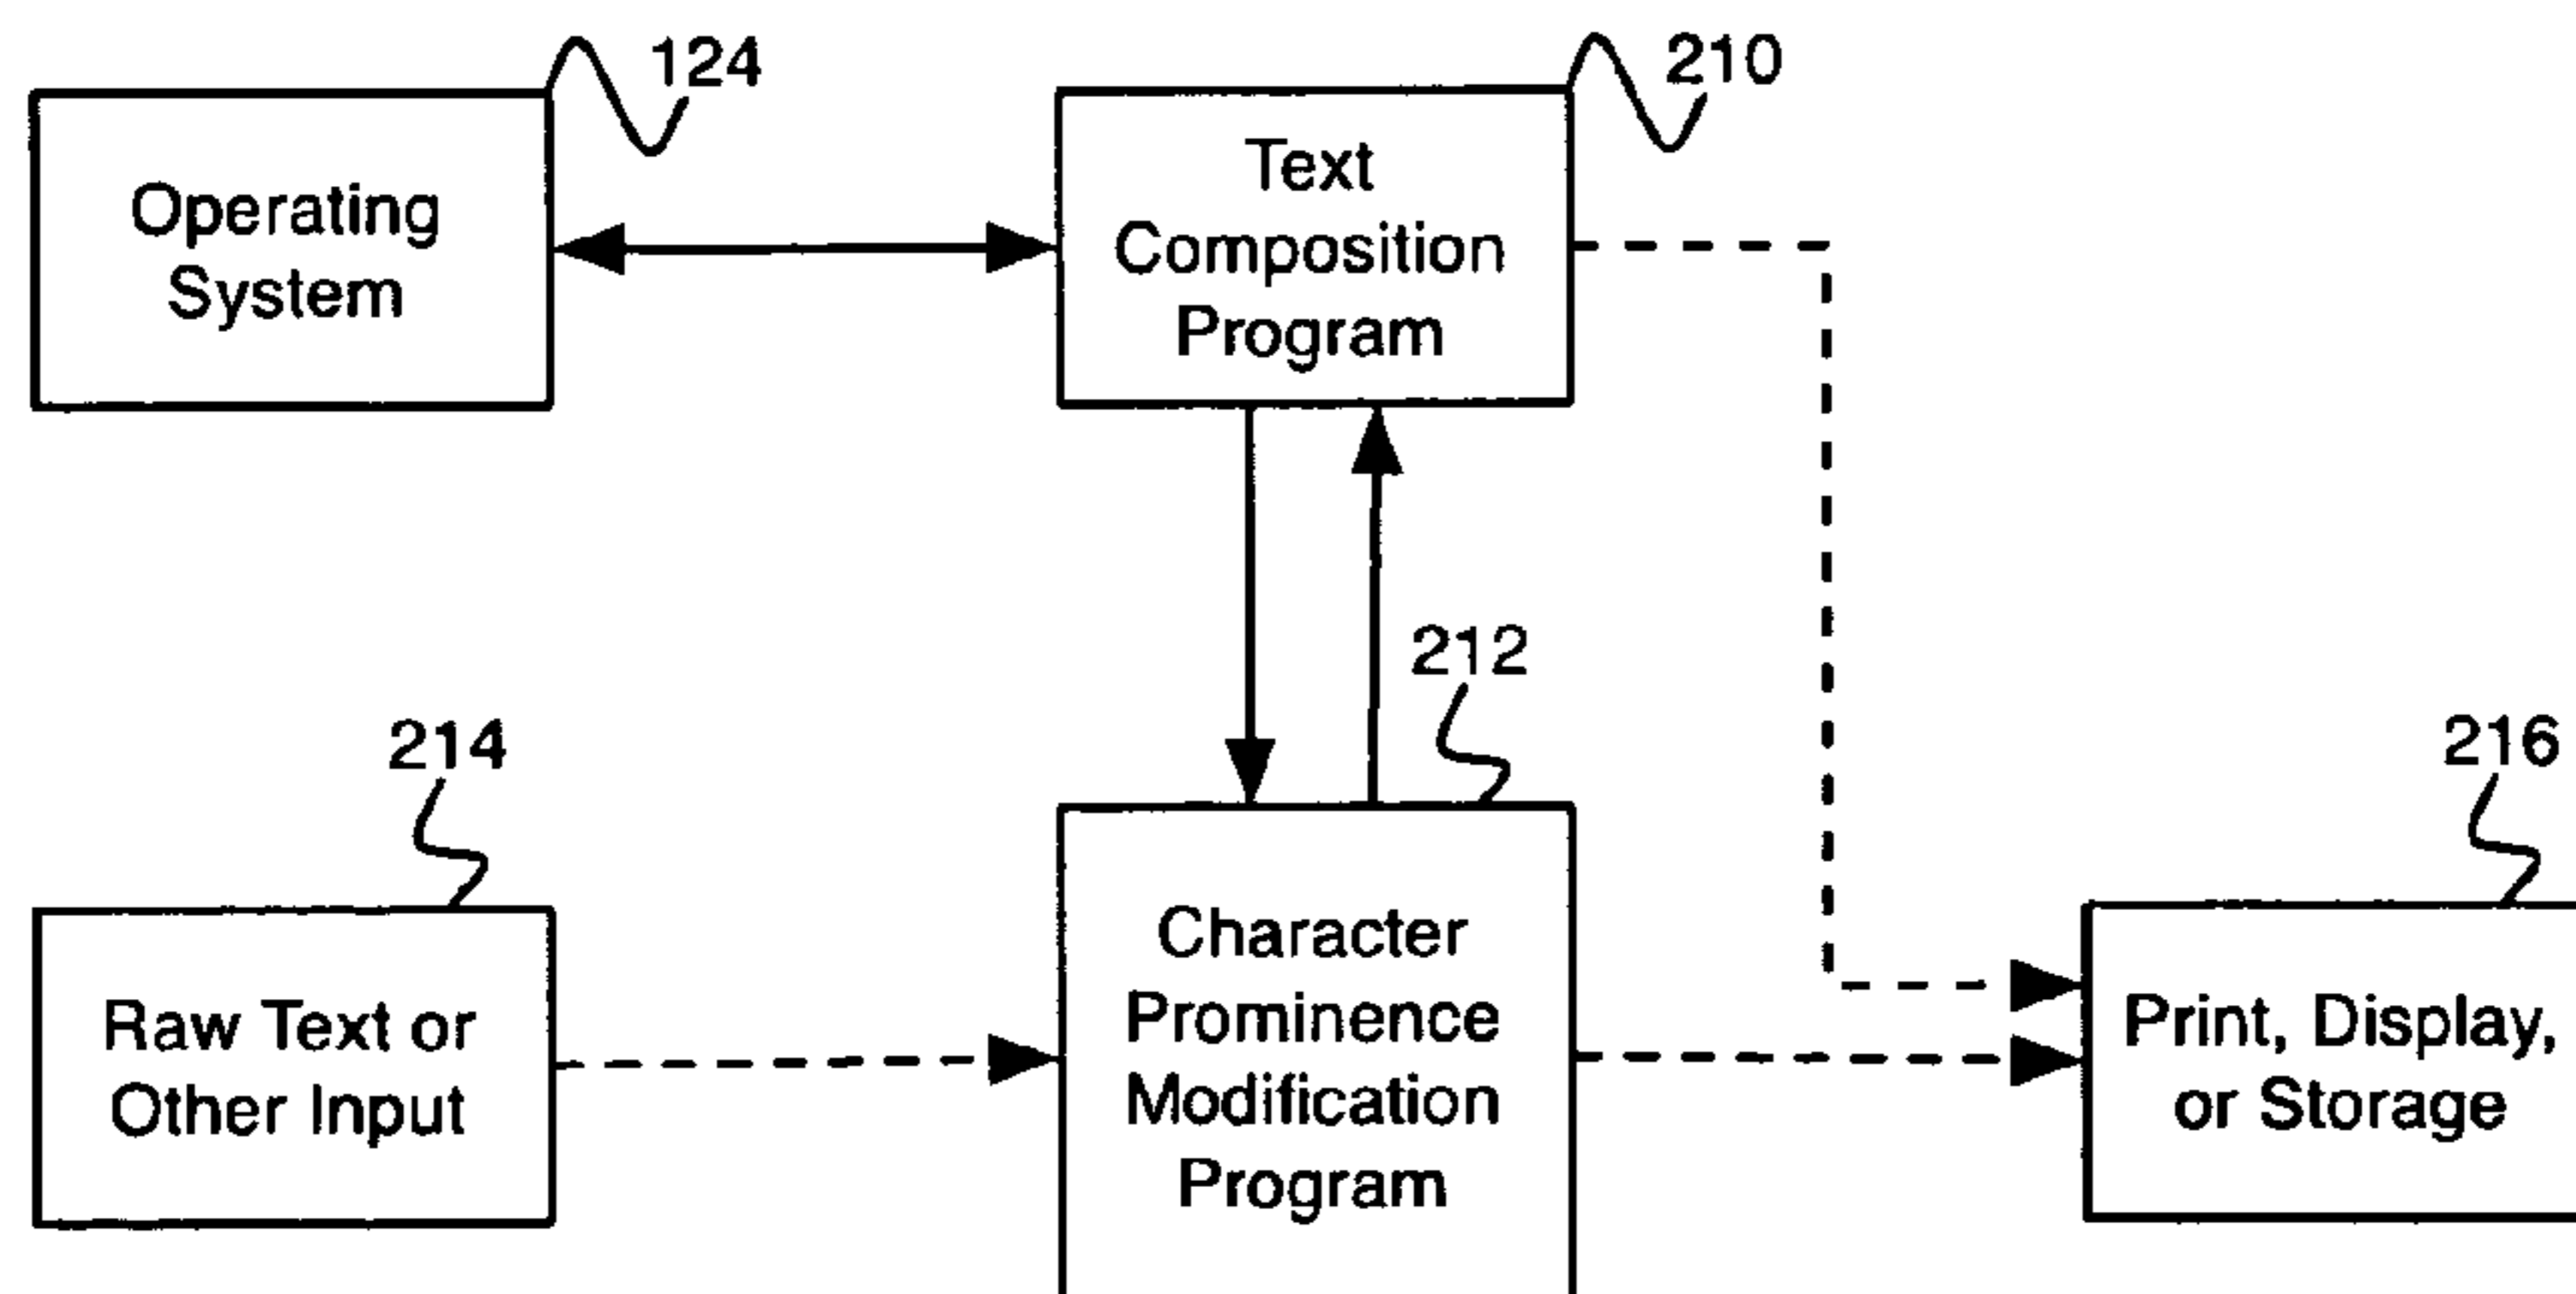 124
Operating
System
210
Text
Composition
Program
212
214
Raw Text or
Other Input
Character
Prominence
Modification
Program
216
Print, Display,
or Storage